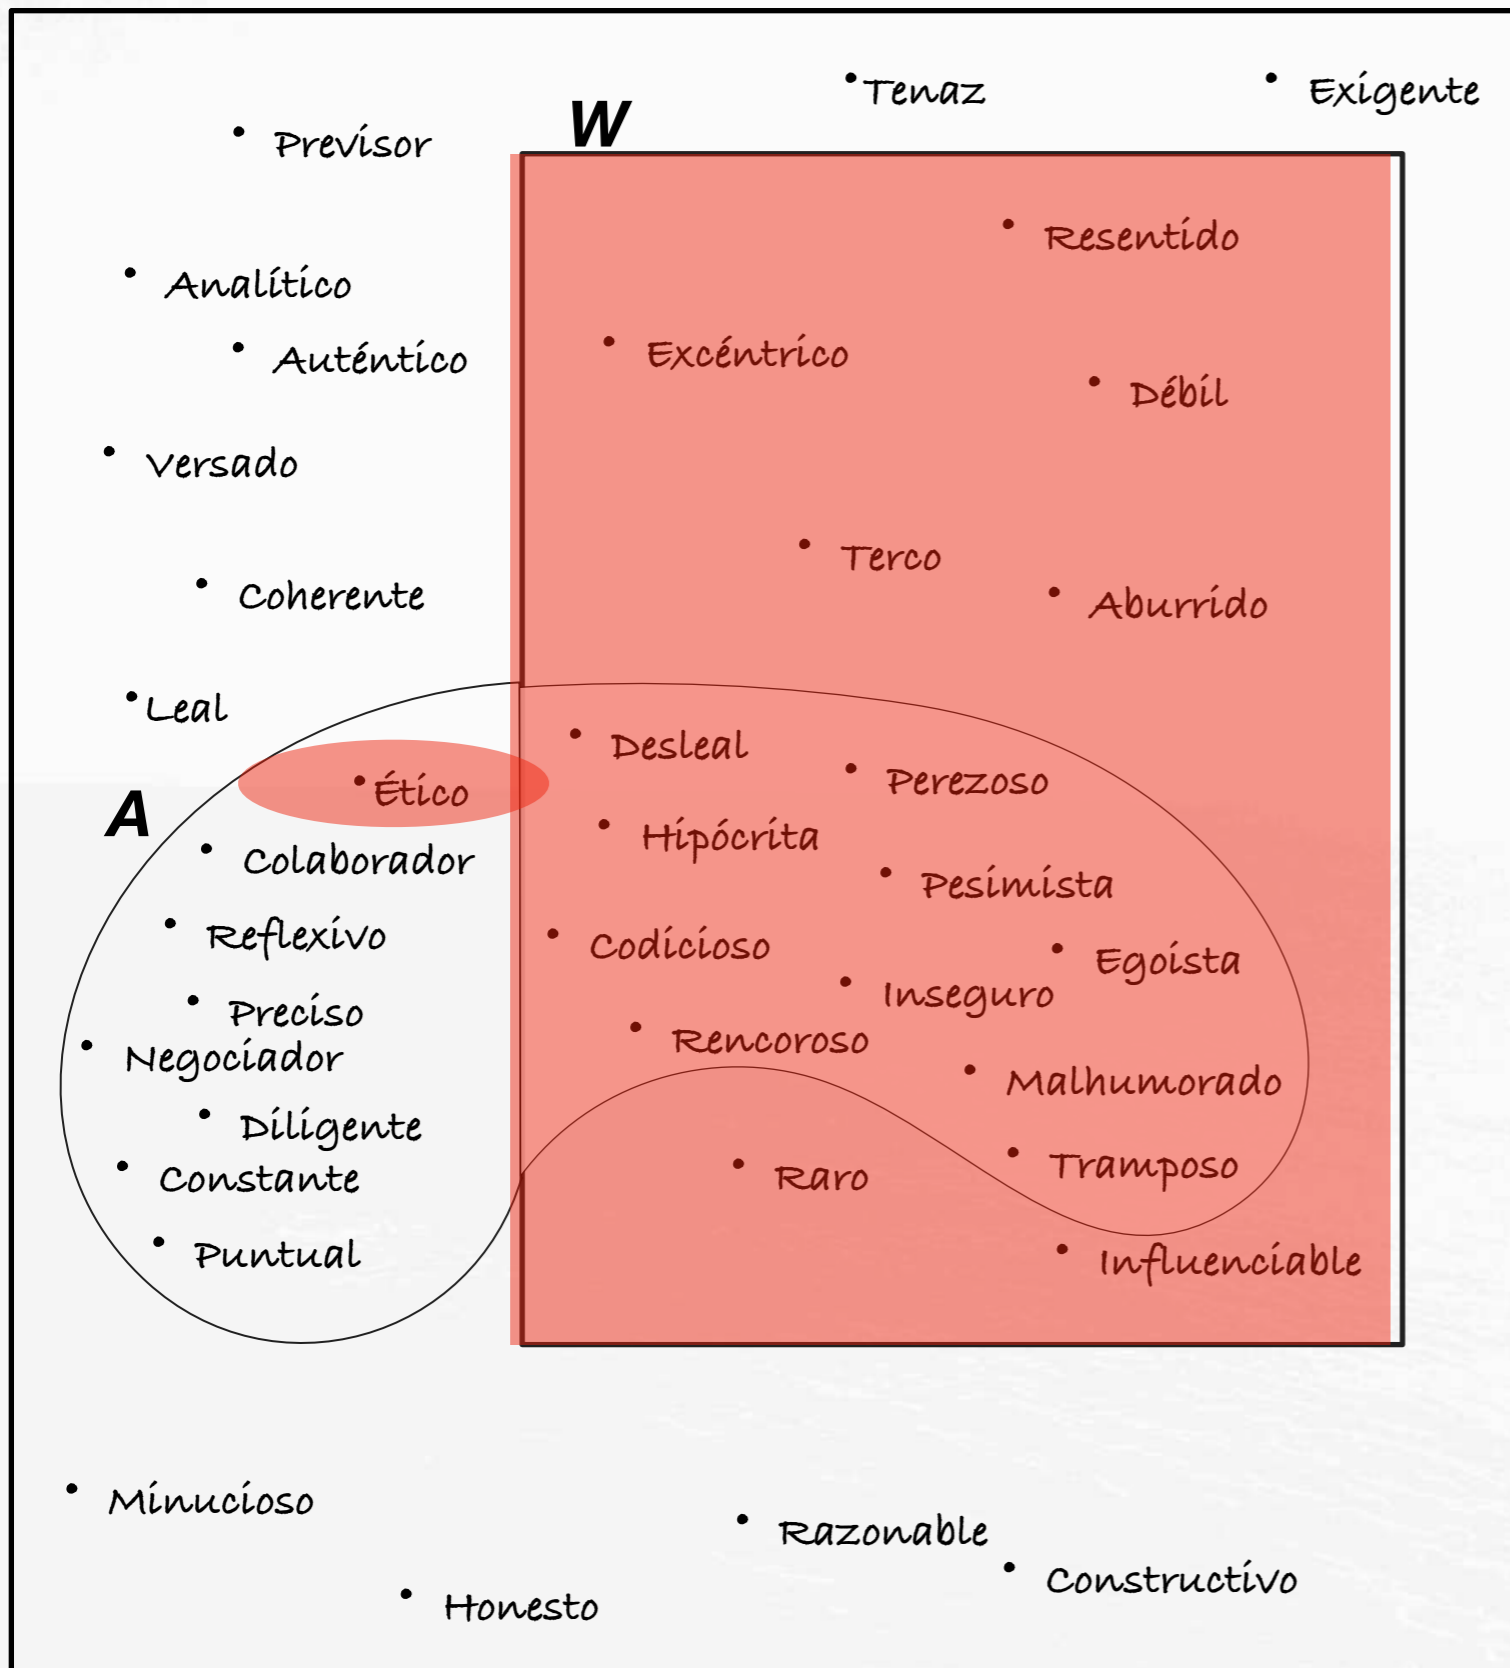 Tenaz
Exigente
W
Previsor
Resentido
Analítico
Excéntrico
Auténtico
Débil
Versado
Terco
Coherente
Aburrido
Leal
Desleal
Ético
Perezoso
A
Hipócrita
Colaborador
Pesimista
Reflexivo
Codicioso
Egoísta
Inseguro
Preciso
Rencoroso
Negociador
Malhumorado
Diligente
Tramposo
Constante
Raro
Puntual
Influenciable
Minucioso
Razonable
Constructivo
Honesto